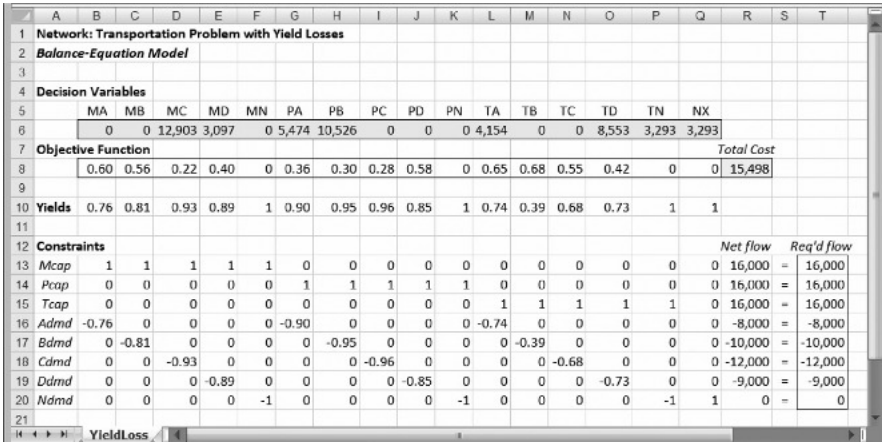 A B C D E F G H I J K L M N O P Q R S T
1 Network: Transportation Problem with Yield Losses
2 Balance-Equation Model
3
4 Decision Variables
5 MA MB MC MD MN PA PB PC PD PN TA TB TC TD TN NX
6 0 0 12,903 3,097 0 5,474 10,526 0 0 0 4,154 0 0 8,553 3,293 3,293
7 Objective Function Total Cost
8 0.60 0.56 0.22 0.40 0 0.36 0.30 0.28 0.58 0 0.65 0.68 0.55 0.42 0 0 15,498
9
10 Yields 0.76 0.81 0.93 0.89 1 0.90 0.95 0.96 0.85 1 0.74 0.39 0.68 0.73 1 1
11
12 Constraints Net flow Req'd flow
13 Mcap 1 1 1 1 1 0 0 0 0 0 0 0 0 0 0 0 16,000 = 16,000
14 Pcap 0 0 0 0 0 1 1 1 1 1 0 0 0 0 0 0 16,000 = 16,000
15 Tcap 0 0 0 0 0 0 0 0 0 0 1 1 1 1 1 0 16,000 = 16,000
16 Admd -0.76 0 0 0 0 -0.90 0 0 0 0 -0.74 0 0 0 0 0 -8,000 = -8,000
17 Bdmd 0 -0.81 0 0 0 0 -0.95 0 0 0 0 -0.39 0 0 0 0 -10,000 = -10,000
18 Cdmd 0 0 -0.93 0 0 0 0 -0.96 0 0 0 0 -0.68 0 0 0 -12,000 = -12,000
19 Ddmd 0 0 0 -0.89 0 0 0 0 -0.85 0 0 0 0 -0.73 0 0 -9,000 = -9,000
20 Ndmd 0 0 0 0 -1 0 0 0 0 -1 0 0 0 0 -1 1 0 = 0
21
YieldLoss